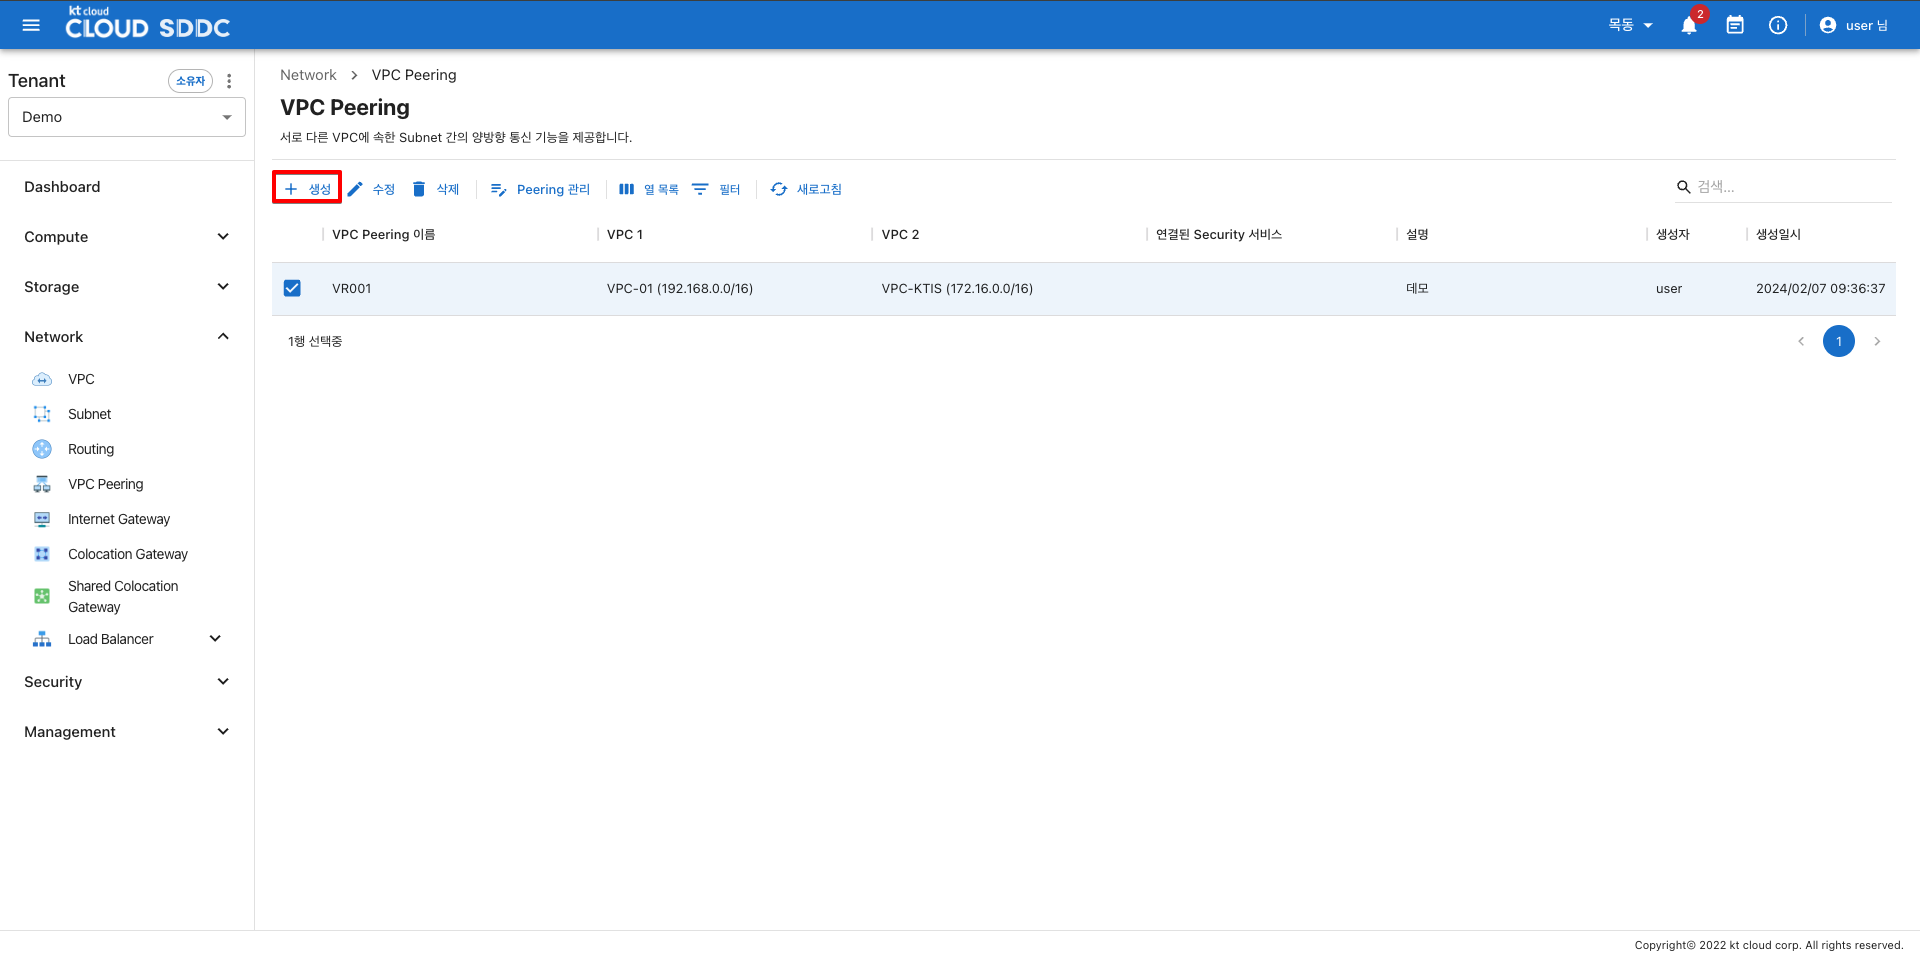 kt cloud
CLOUD SDDC
목동
2
user 님
Tenant
소유자
Demo
Dashboard
Compute
Storage
Network
VPC
Subnet
Routing
VPC Peering
Internet Gateway
Colocation Gateway
Shared Colocation
Gateway
Load Balancer
Security
Management
Network > VPC Peering
VPC Peering
서로 다른 VPC에 속한 Subnet 간의 양방향 통신 기능을 제공합니다.
+ 생성 수정 삭제 Peering 관리 열 목록 필터 새로고침
검색...
VPC Peering 이름 VPC 1 VPC 2 연결된 Security 서비스 설명 생성자 생성일시
VR001 VPC-01 (192.168.0.0/16) VPC-KTIS (172.16.0.0/16) 데모 user 2024/02/07 09:36:37
1행 선택중
1
Copyright© 2022 kt cloud corp. All rights reserved.